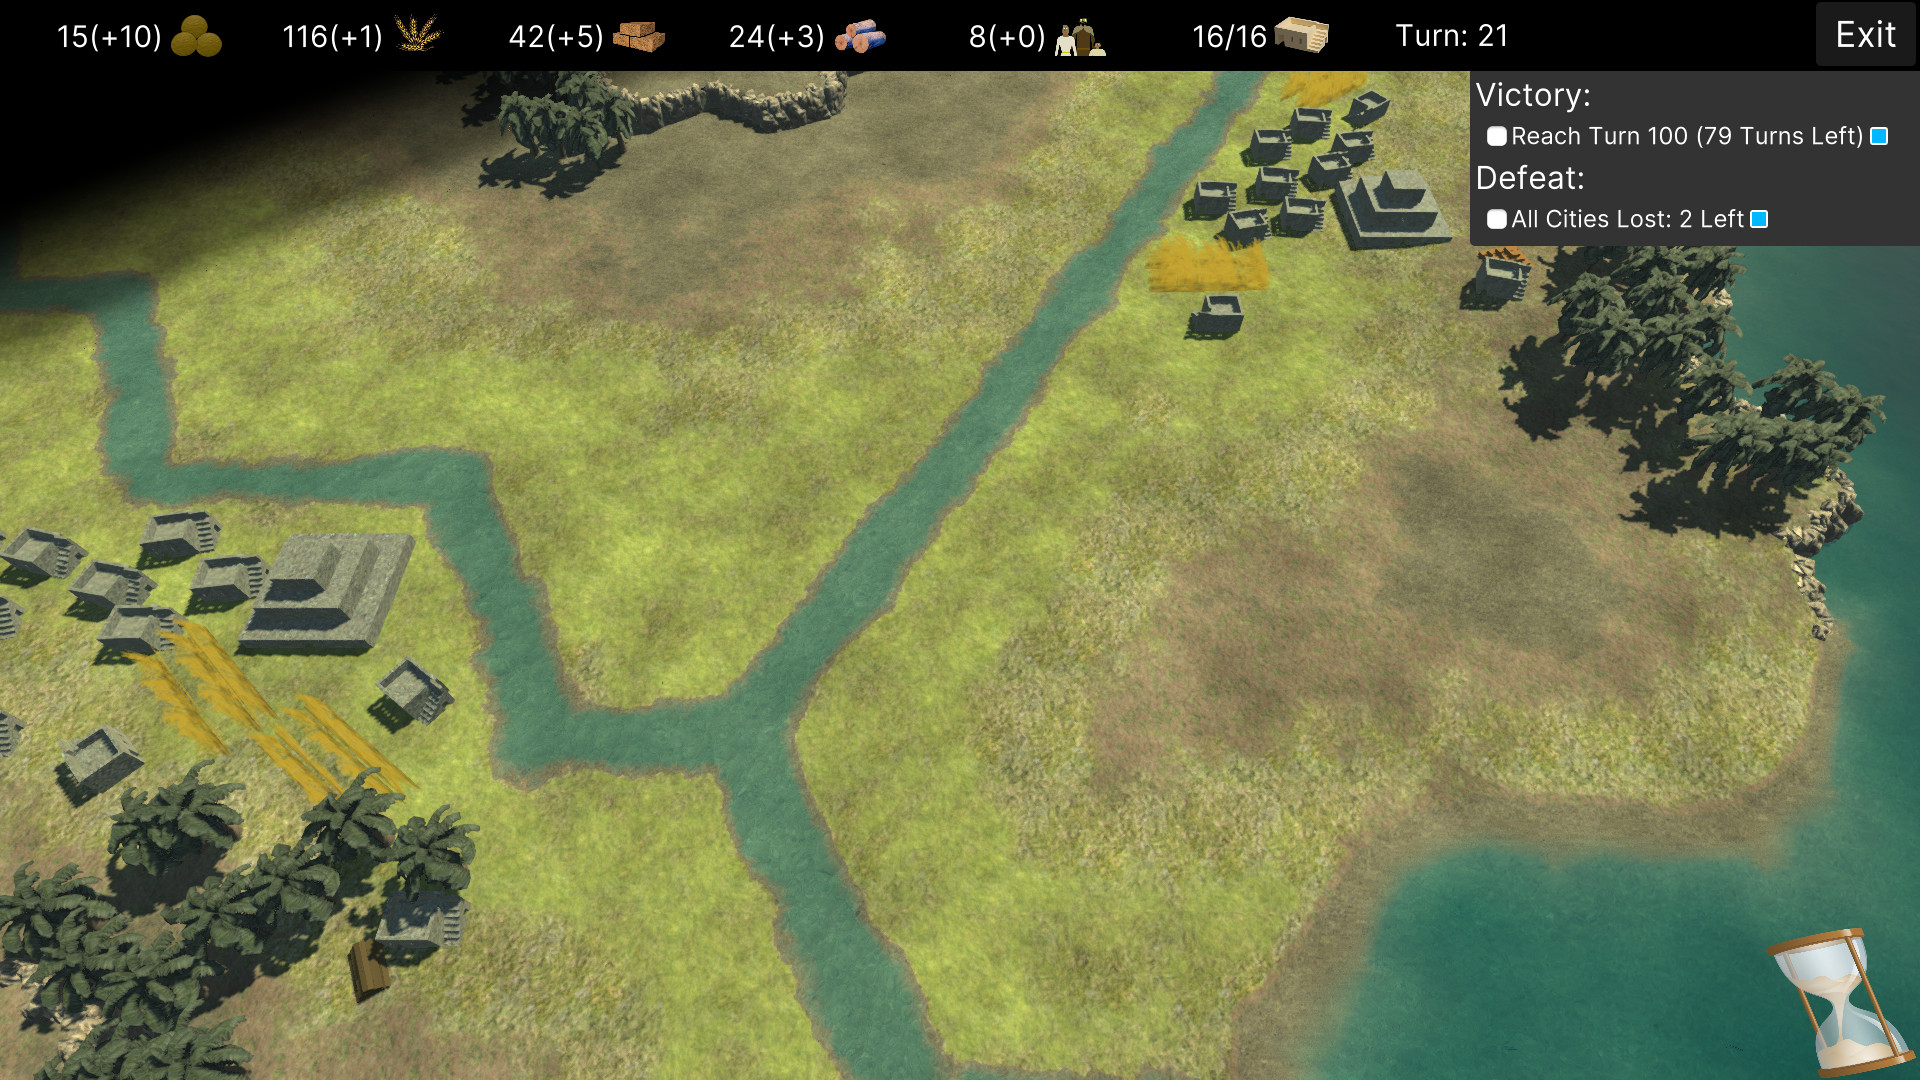 15(+10) 116(+1) 42(+5) 24(+3) 8(+0) 16/16 Turn: 21 Exit
Victory:
Reach Turn 100 (79 Turns Left)
Defeat:
All Cities Lost: 2 Left